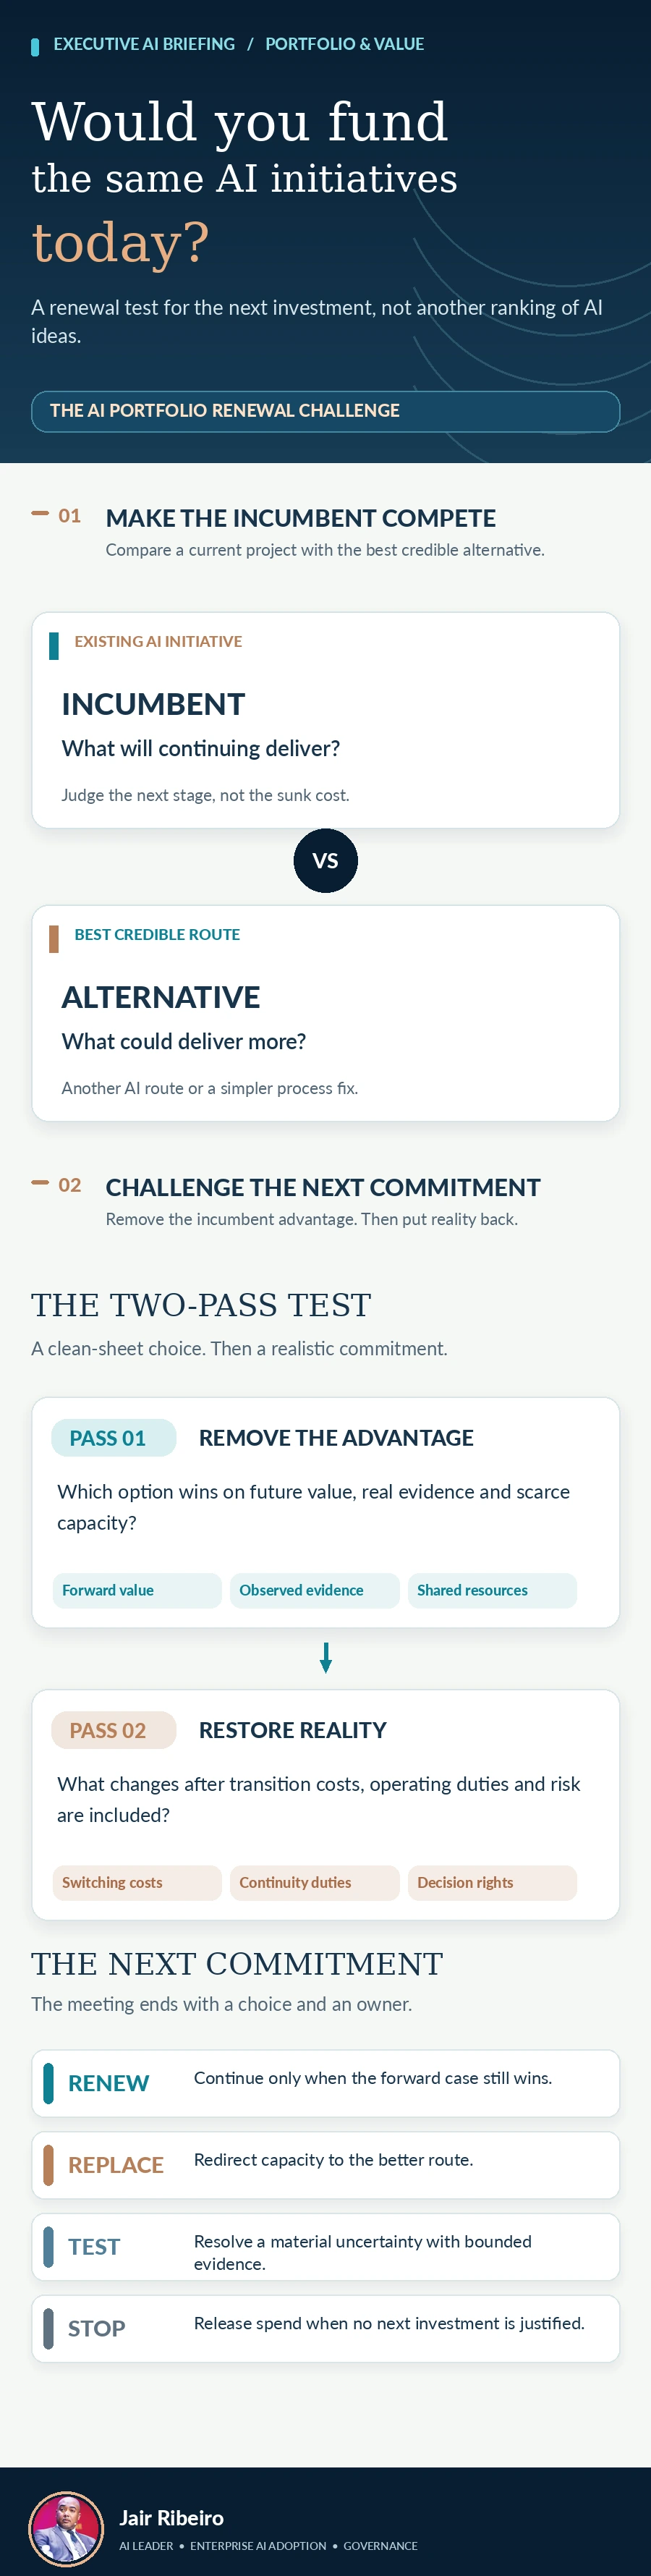 EXECUTIVE AI BRIEFING / PORTFOLIO & VALUE
Would you fund
the same AI initiatives
today?
A renewal test for the next investment, not another ranking of AI
ideas.
THE AI PORTFOLIO RENEWAL CHALLENGE
01 MAKE THE INCUMBENT COMPETE
Compare a current project with the best credible alternative.
EXISTING AI INITIATIVE
INCUMBENT
What will continuing deliver?
Judge the next stage, not the sunk cost.
VS
BEST CREDIBLE ROUTE
ALTERNATIVE
What could deliver more?
Another AI route or a simpler process fix.
02 CHALLENGE THE NEXT COMMITMENT
Remove the incumbent advantage. Then put reality back.
THE TWO-PASS TEST
A clean-sheet choice. Then a realistic commitment.
PASS 01 REMOVE THE ADVANTAGE
Which option wins on future value, real evidence and scarce
capacity?
Forward value Observed evidence Shared resources
PASS 02 RESTORE REALITY
What changes after transition costs, operating duties and risk
are included?
Switching costs Continuity duties Decision rights
THE NEXT COMMITMENT
The meeting ends with a choice and an owner.
RENEW Continue only when the forward case still wins.
REPLACE Redirect capacity to the better route.
TEST Resolve a material uncertainty with bounded
evidence.
STOP Release spend when no next investment is justified.
Jair Ribeiro
AI LEADER • ENTERPRISE AI ADOPTION • GOVERNANCE